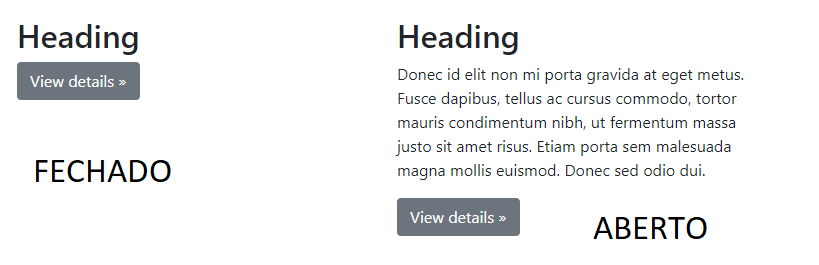 Heading
View details »
FECHADO
Heading
Donec id elit non mi porta gravida at eget metus.
Fusce dapibus, tellus ac cursus commodo, tortor
mauris condimentum nibh, ut fermentum massa
justo sit amet risus. Etiam porta sem malesuada
magna mollis euismod. Donec sed odio dui.
View details »
ABERTO